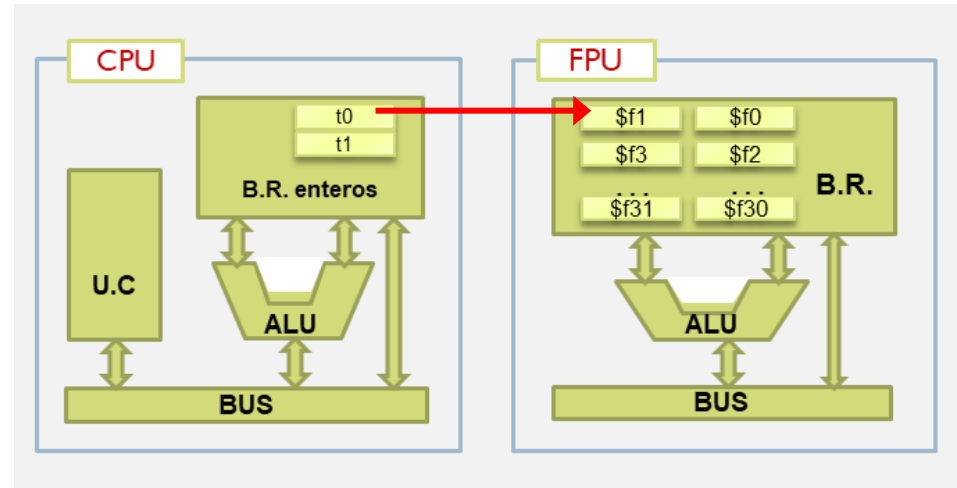 CPU
t0
t1
B.R. enteros
U.C
ALU
BUS
FPU
$f1 $f0
$f3 $f2
... ...
$f31 $f30
B.R.
ALU
BUS